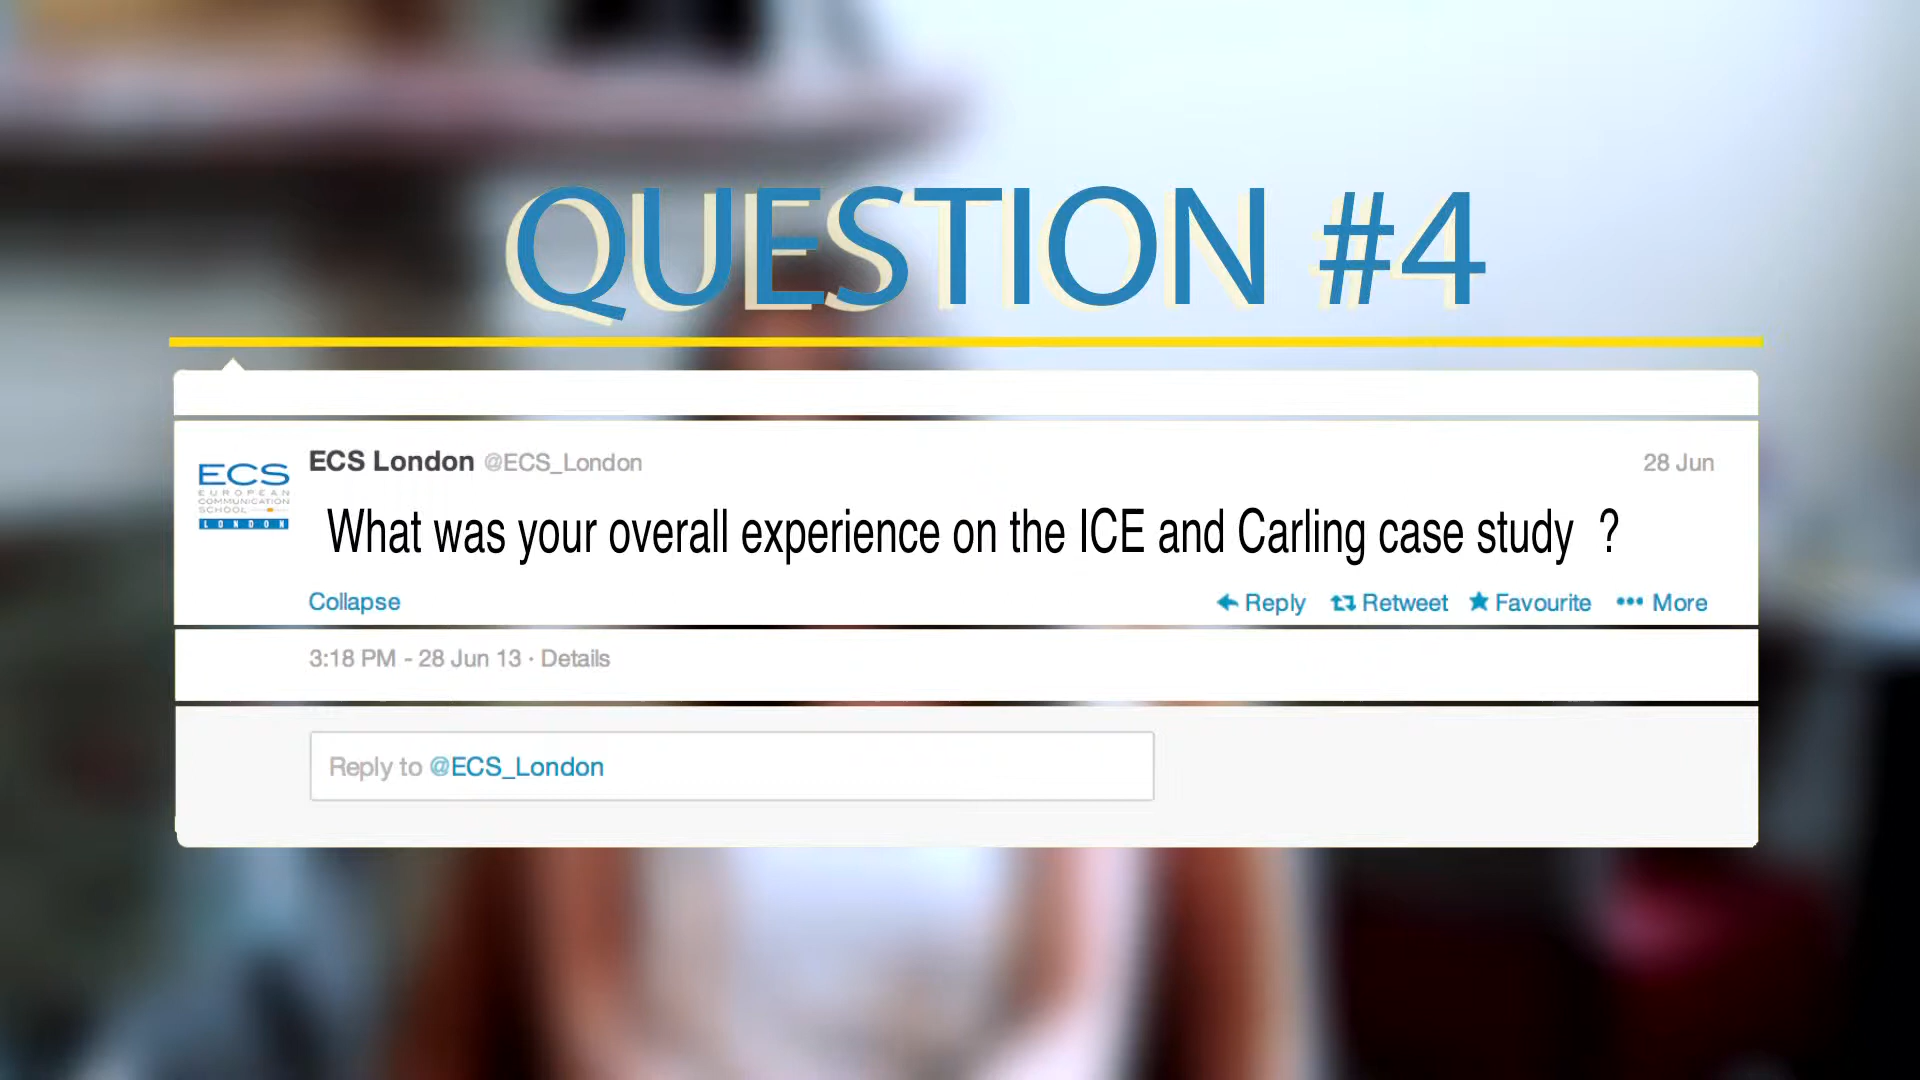 QUESTION #4
ECS London @ECS_London 28 Jun
ECS
EUROPEAN
COMMUNICATION
SCHOOL
LONDON
What was your overall experience on the ICE and Carling case study ?
Collapse Reply Retweet Favourite More
3:18 PM - 28 Jun 13 · Details
Reply to @ECS_London